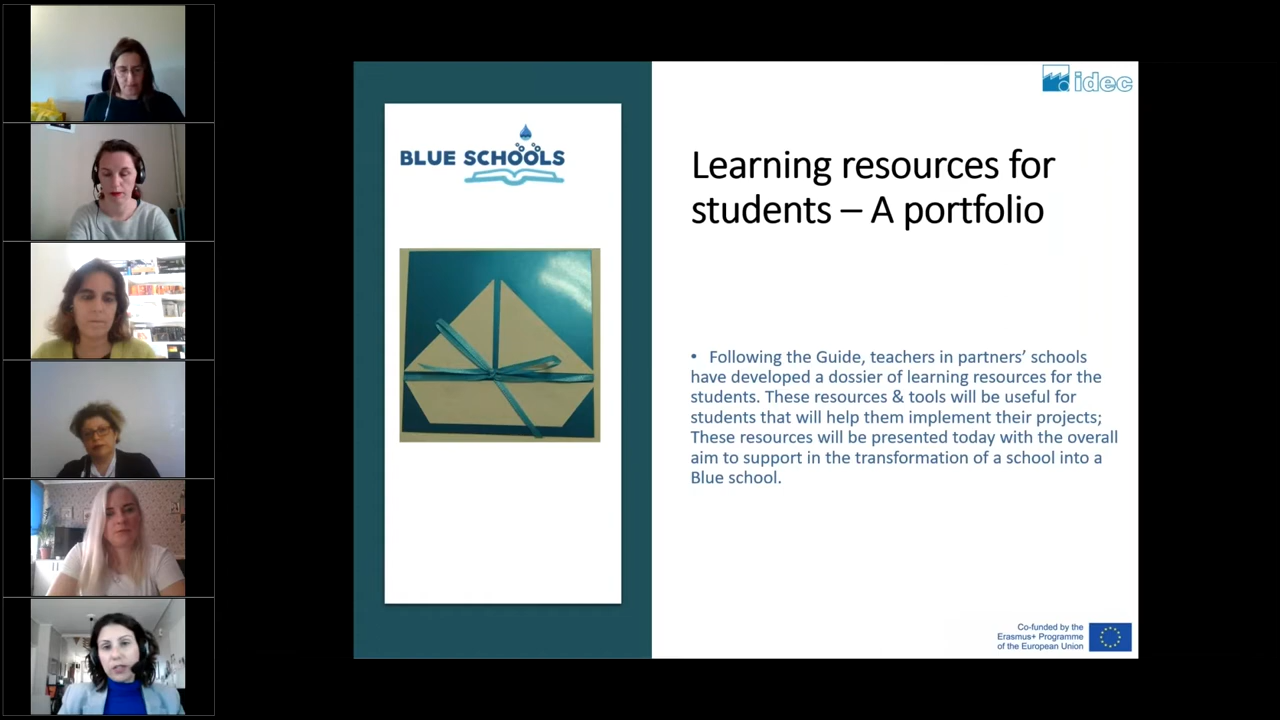 idec
BLUE SCHOOLS
Learning resources for
students – A portfolio
• Following the Guide, teachers in partners’ schools
have developed a dossier of learning resources for the
students. These resources & tools will be useful for
students that will help them implement their projects;
These resources will be presented today with the overall
aim to support in the transformation of a school into a
Blue school.
Co-funded by the
Erasmus+ Programme
of the European Union